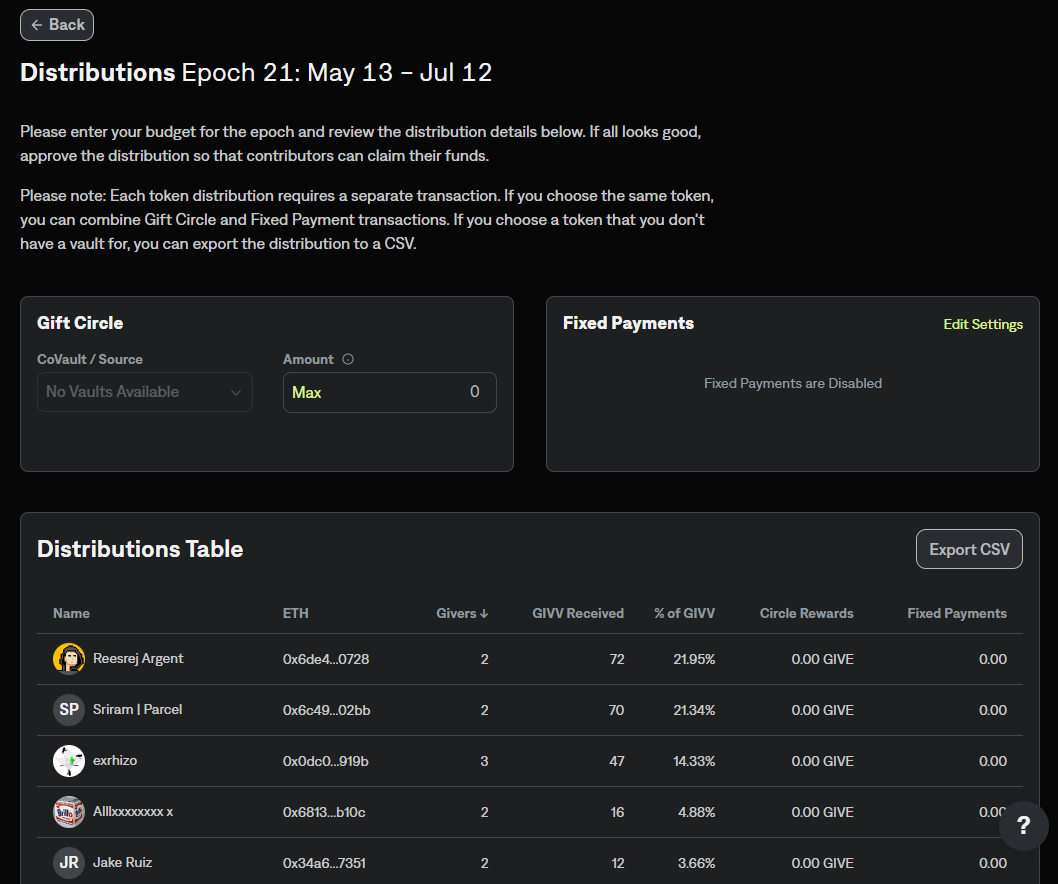 ← Back
Distributions Epoch 21: May 13 – Jul 12
Please enter your budget for the epoch and review the distribution details below. If all looks good,
approve the distribution so that contributors can claim their funds.
Please note: Each token distribution requires a separate transaction. If you choose the same token,
you can combine Gift Circle and Fixed Payment transactions. If you choose a token that you don't
have a vault for, you can export the distribution to a CSV.
Gift Circle
CoVault / Source
Amount
No Vaults Available
Max 0
Fixed Payments
Edit Settings
Fixed Payments are Disabled
Distributions Table
Export CSV
Name ETH Givers ↓ GIVV Received % of GIVV Circle Rewards Fixed Payments
Reesrej Argent 0x6de4...0728 2 72 21.95% 0.00 GIVE 0.00
SP Sriram | Parcel 0x6c49...02bb 2 70 21.34% 0.00 GIVE 0.00
exrhizo 0x0dc0...919b 3 47 14.33% 0.00 GIVE 0.00
Brillo Alllxxxxxxxx x 0x6813...b10c 2 16 4.88% 0.00 GIVE 0.00
?
JR Jake Ruiz 0x34a6...7351 2 12 3.66% 0.00 GIVE 0.00